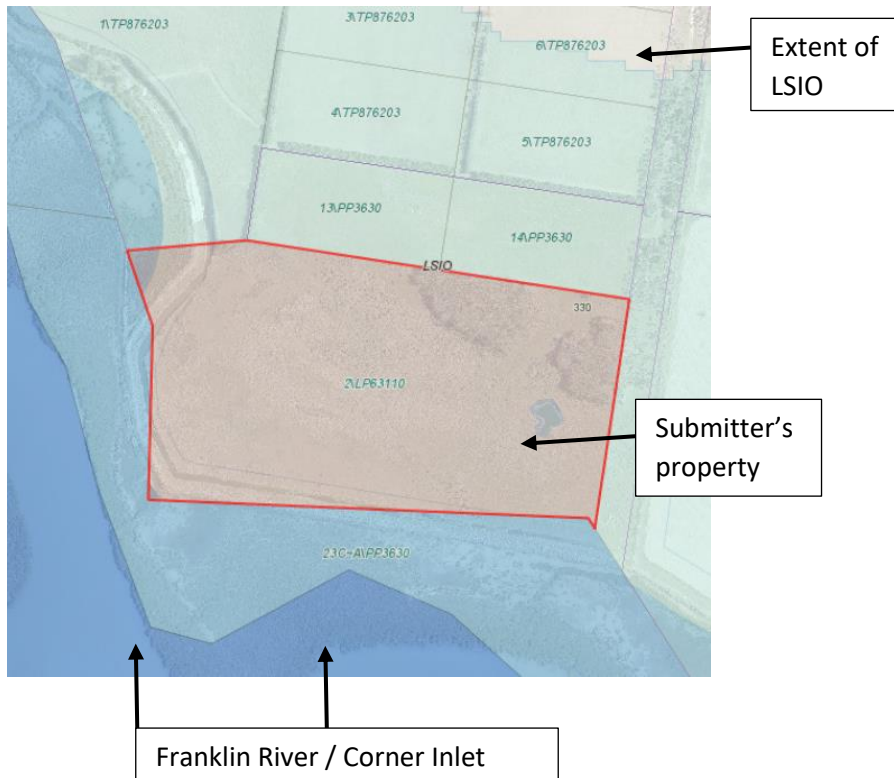 1\TP876203
3\TP876203
6\TP876203
Extent of
LSIO
4\TP876203
5\TP876203
13\PP3630
14\PP3630
LSIO
330
2\LP63110
Submitter’s
property
23C~A\PP3630
Franklin River / Corner Inlet